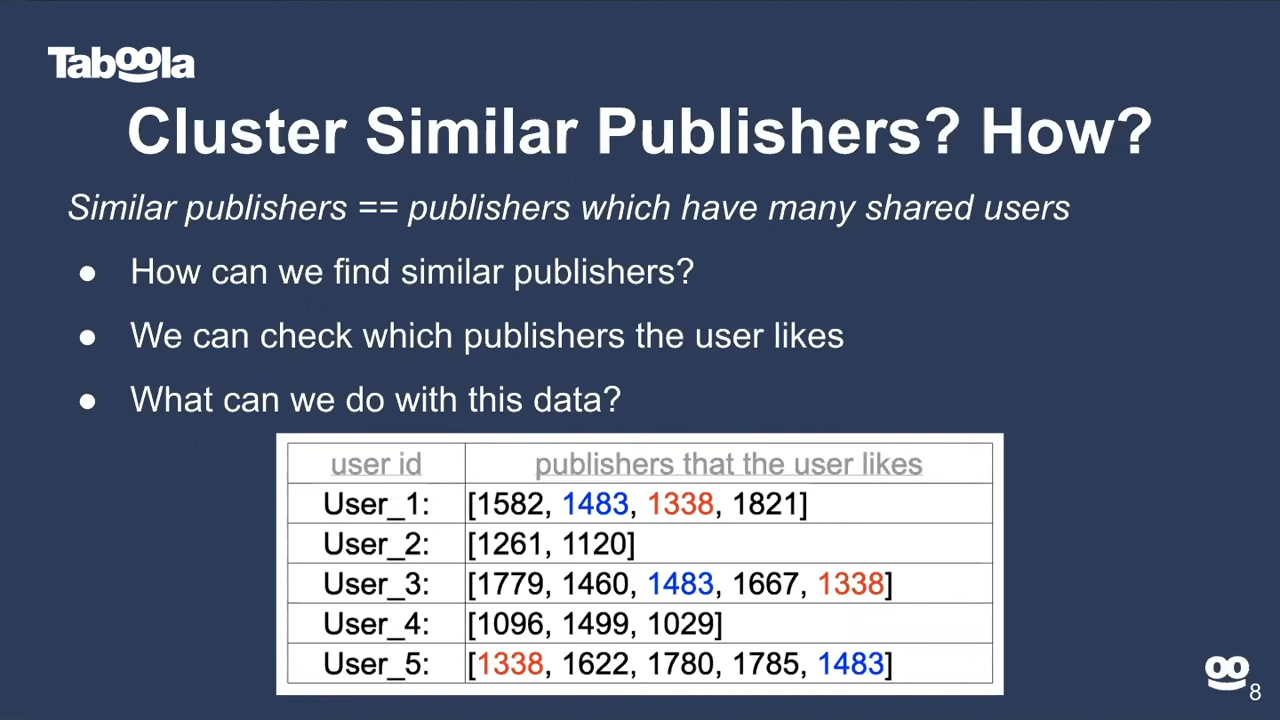 Taboola
Cluster Similar Publishers? How?
Similar publishers == publishers which have many shared users
● How can we find similar publishers?
● We can check which publishers the user likes
● What can we do with this data?
user id publishers that the user likes
User_1: [1582, 1483, 1338, 1821]
User_2: [1261, 1120]
User_3: [1779, 1460, 1483, 1667, 1338]
User_4: [1096, 1499, 1029]
User_5: [1338, 1622, 1780, 1785, 1483]
8